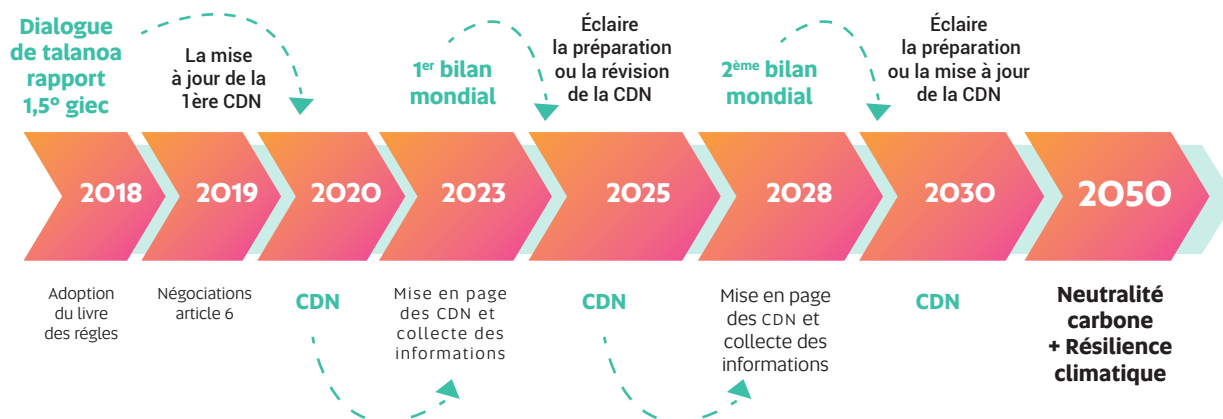 Dialogue
de talanoa
rapport
1,5° giec
La mise
à jour de la
1ère CDN
1er bilan
mondial
Éclaire
la préparation
ou la révision
de la CDN
2ème bilan
mondial
Éclaire
la préparation
ou la mise à jour
de la CDN
2018
2019
2020
2023
2025
2028
2030
2050
Adoption
du livre
des régles
Négociations
article 6
CDN
Mise en page
des CDN et
collecte des
informations
CDN
Mise en page
des CDN et
collecte des
informations
CDN
Neutralité
carbone
+ Résilience
climatique